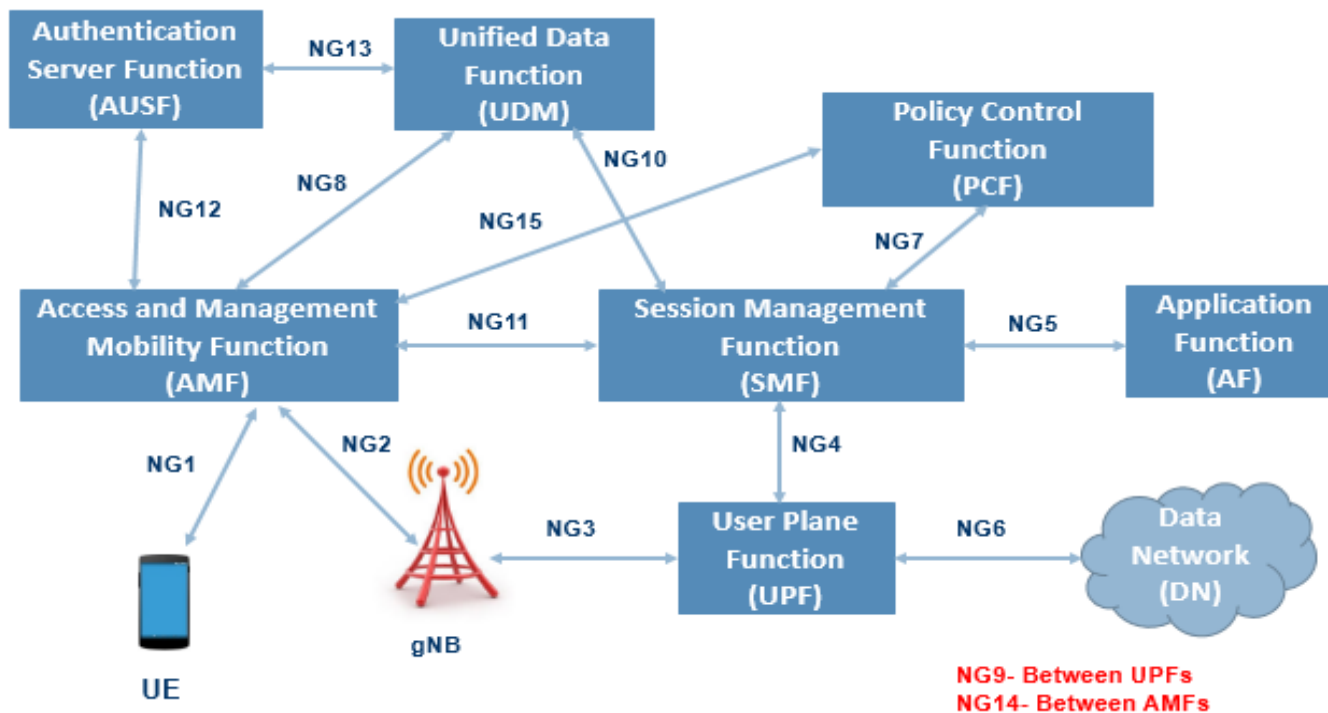 Authentication
Server Function
(AUSF)
NG13
Unified Data
Function
(UDM)
Policy Control
Function
(PCF)
NG10
NG8
NG12
NG15
NG7
Access and Management
Mobility Function
(AMF)
NG11
Session Management
Function
(SMF)
NG5
Application
Function
(AF)
NG1
NG2
NG4
NG3
User Plane
Function
(UPF)
NG6
Data
Network
(DN)
gNB
UE
NG9- Between UPFs
NG14- Between AMFs